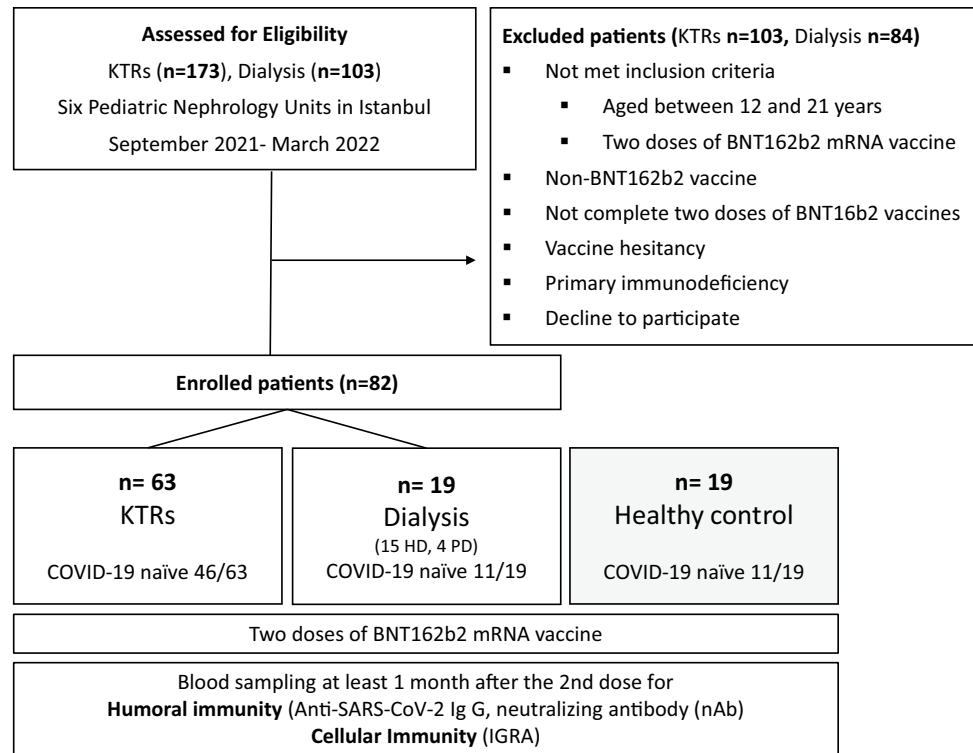 Assessed for Eligibility
KTRs (n=173), Dialysis (n=103)
Six Pediatric Nephrology Units in Istanbul
September 2021- March 2022
Excluded patients (KTRs n=103, Dialysis n=84)
▪ Not met inclusion criteria
▪ Aged between 12 and 21 years
▪ Two doses of BNT162b2 mRNA vaccine
▪ Non-BNT162b2 vaccine
▪ Not complete two doses of BNT16b2 vaccines
▪ Vaccine hesitancy
▪ Primary immunodeficiency
▪ Decline to participate
Enrolled patients (n=82)
n= 63
KTRs
COVID-19 naïve 46/63
n= 19
Dialysis
(15 HD, 4 PD)
COVID-19 naïve 11/19
n= 19
Healthy control
COVID-19 naïve 11/19
Two doses of BNT162b2 mRNA vaccine
Blood sampling at least 1 month after the 2nd dose for
Humoral immunity (Anti-SARS-CoV-2 Ig G, neutralizing antibody (nAb)
Cellular Immunity (IGRA)